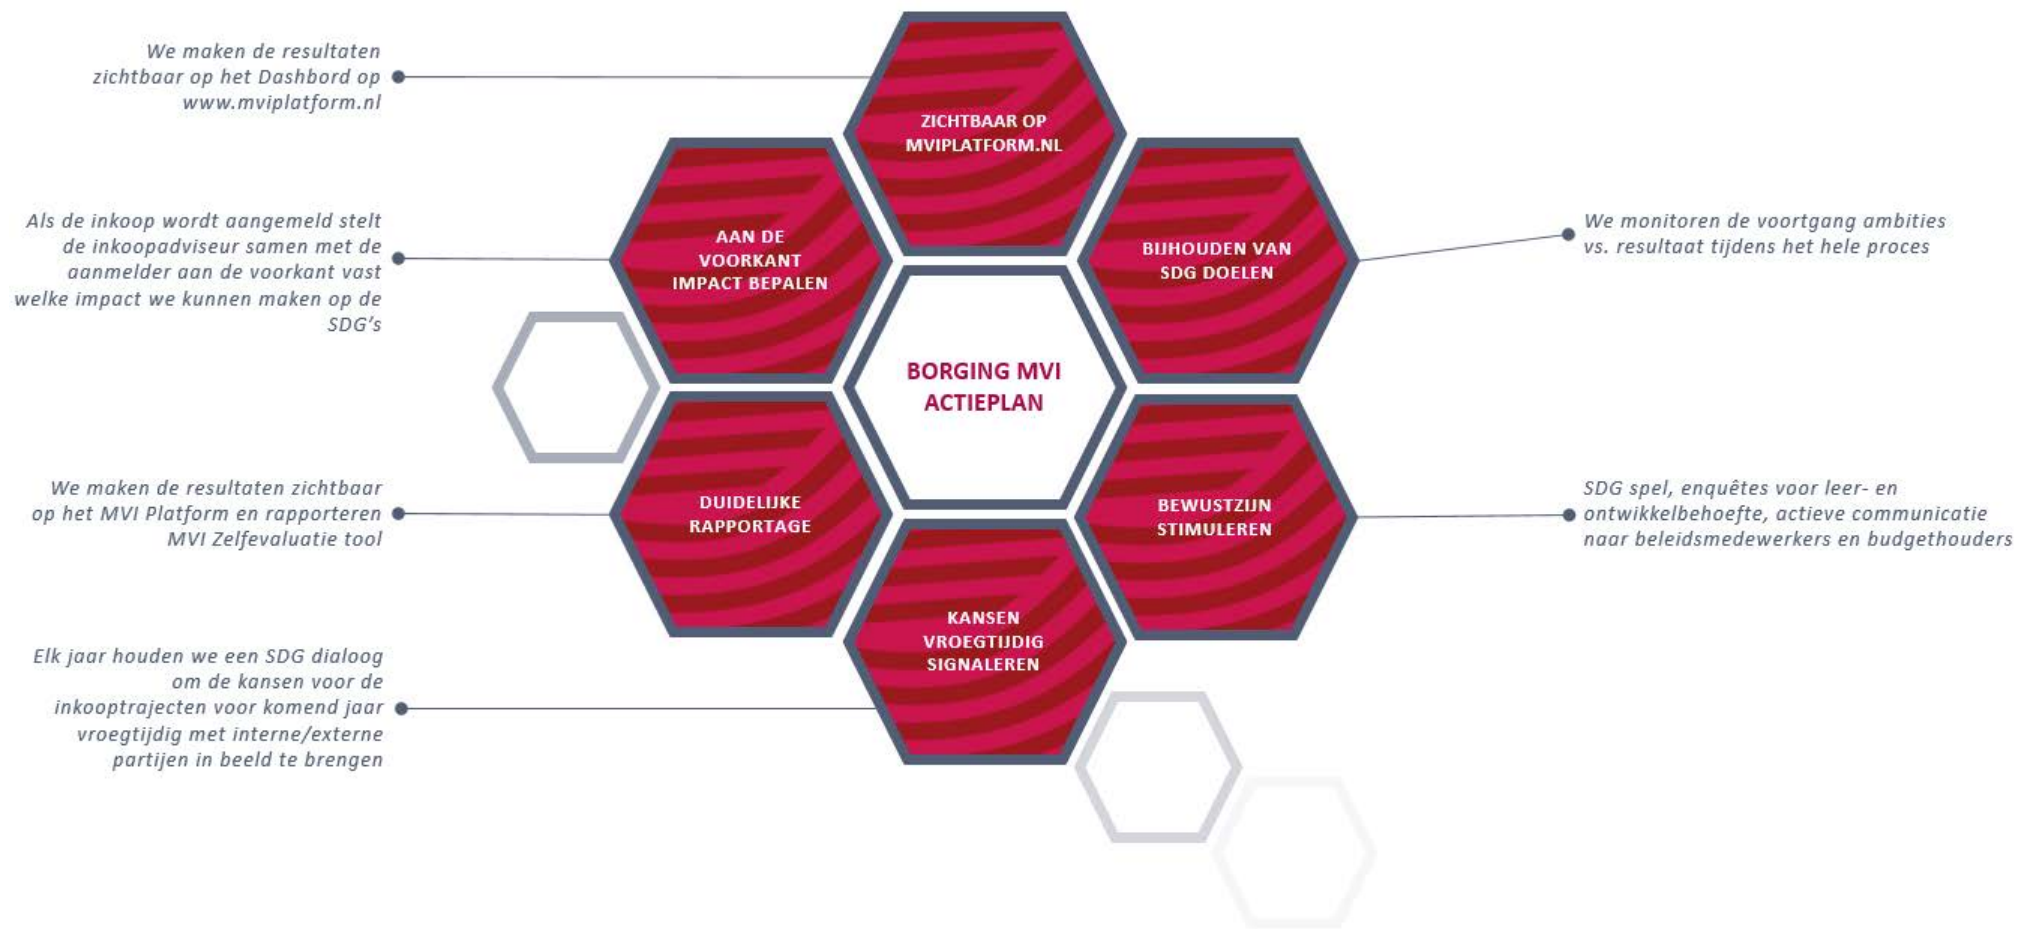 We maken de resultaten
zichtbaar op het Dashbord op
www.mviplatform.nl
ZICHTBAAR OP
MVIPLATFORM.NL
Als de inkoop wordt aangemeld stelt
de inkoopadviseur samen met de
aanmelder aan de voorkant vast
welke impact we kunnen maken op de
SDG's
AAN DE
VOORKANT
IMPACT BEPALEN
BIJHOUDEN VAN
SDG DOELEN
We monitoren de voortgang ambities
vs. resultaat tijdens het hele proces
BORGING MVI
ACTIEPLAN
We maken de resultaten zichtbaar
op het MVI Platform en rapporteren
MVI Zelfevaluatie tool
DUIDELIJKE
RAPPORTAGE
BEWUSTZIJN
STIMULEREN
SDG spel, enquêtes voor leer- en
ontwikkelbehoefte, actieve communicatie
naar beleidsmedewerkers en budgethouders
KANSEN
VROEGTIJDIG
SIGNALEREN
Elk jaar houden we een SDG dialoog
om de kansen voor de
inkooptrajecten voor komend jaar
vroegtijdig met interne/externe
partijen in beeld te brengen